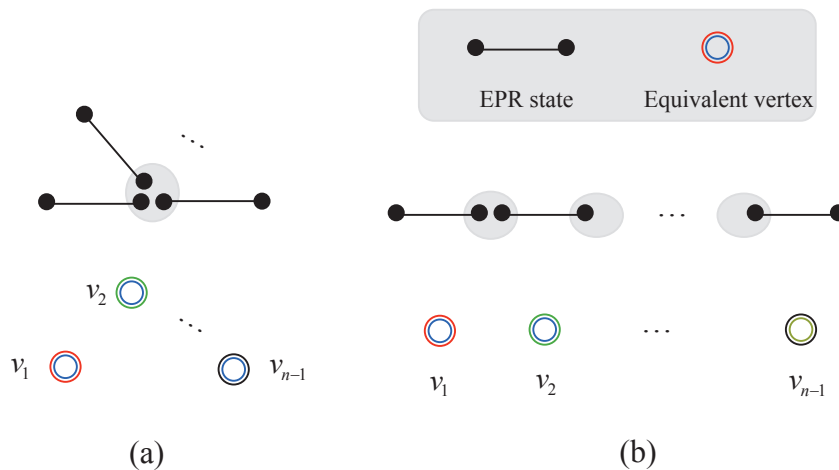 EPR state
Equivalent vertex
...
...
v₂
...
v₁
vₙ₋₁
...
v₁
v₂
vₙ₋₁
(a)
(b)